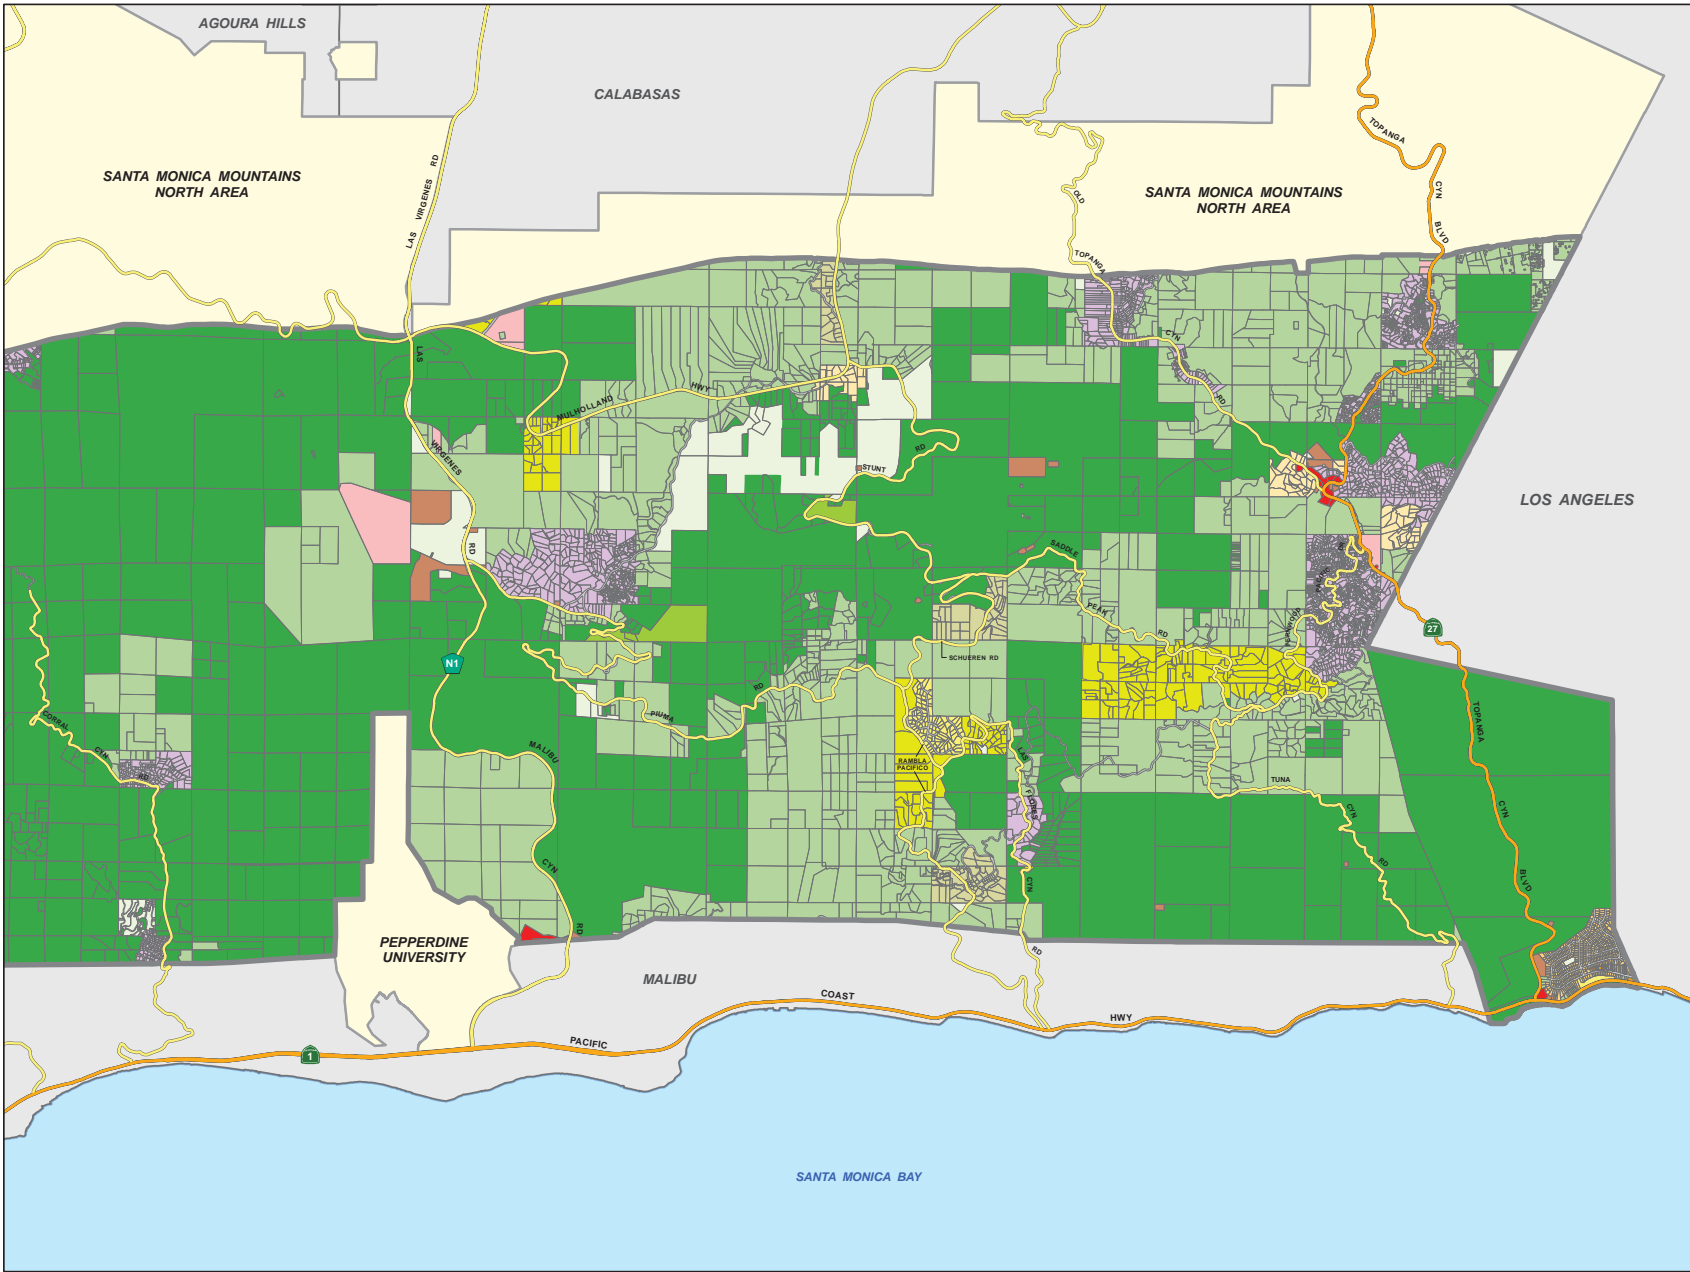 AGOURA HILLS
CALABASAS
SANTA MONICA MOUNTAINS
NORTH AREA
SANTA MONICA MOUNTAINS
NORTH AREA
LOS ANGELES
LAS VIRGENES RD
OLD
TOPANGA
CYN
RD
TOPANGA
CYN
BLVD
LAS
VIRGENES
RD
MULHOLLAND
HWY
STUNT
RD
SADDLE
PEAK
RD
SCHUEREN RD
FERNWOOD
PACIFIC
DR
27
N1
CORRAL
CYN
RD
PIUMA
RD
MALIBU
CYN
RD
RAMBLA
PACIFICO
LAS
FLORES
CYN
RD
TUNA
CYN
RD
TOPANGA
CYN
BLVD
PEPPERDINE
UNIVERSITY
MALIBU
1
PACIFIC
COAST
HWY
SANTA MONICA BAY